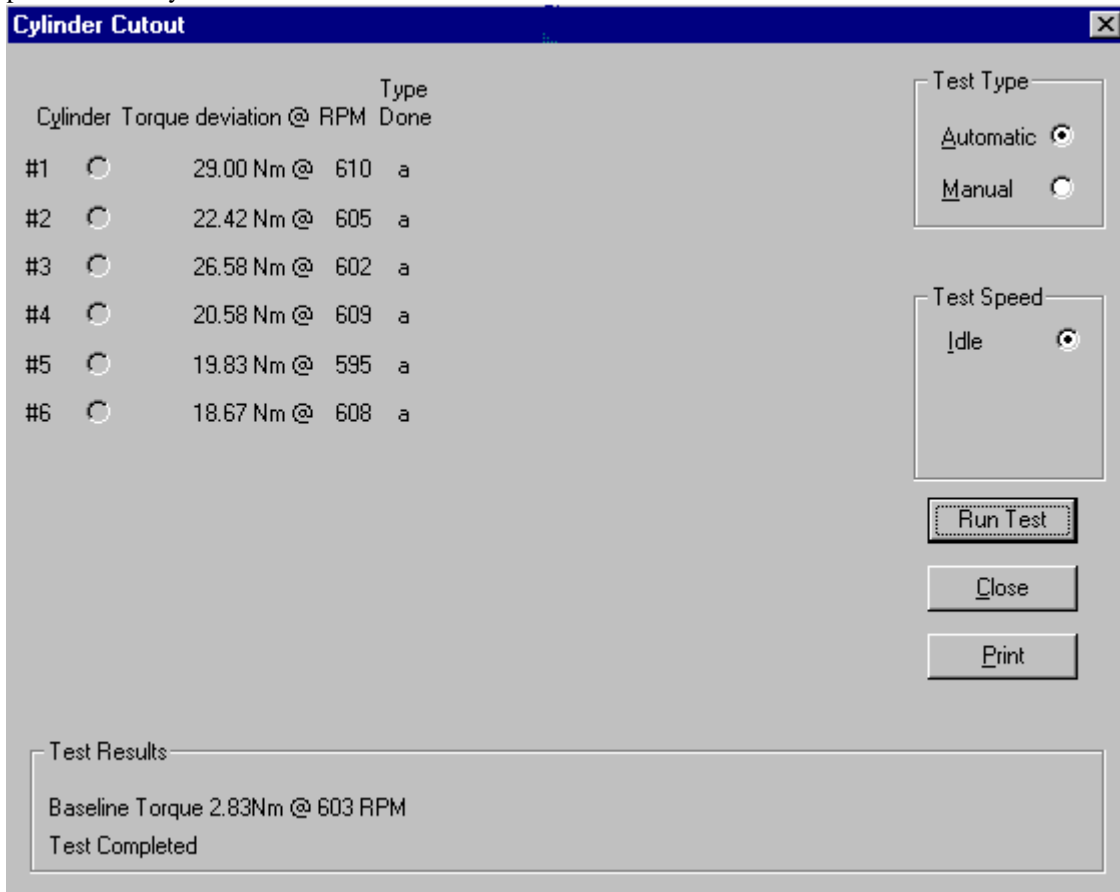 Cylinder Cutout
Type
Cylinder Torque deviation @ RPM Done
#1 29.00 Nm @ 610 a
#2 22.42 Nm @ 605 a
#3 26.58 Nm @ 602 a
#4 20.58 Nm @ 609 a
#5 19.83 Nm @ 595 a
#6 18.67 Nm @ 608 a
Test Type
Automatic
Manual
Test Speed
Idle
Run Test
Close
Print
Test Results
Baseline Torque 2.83Nm @ 603 RPM
Test Completed